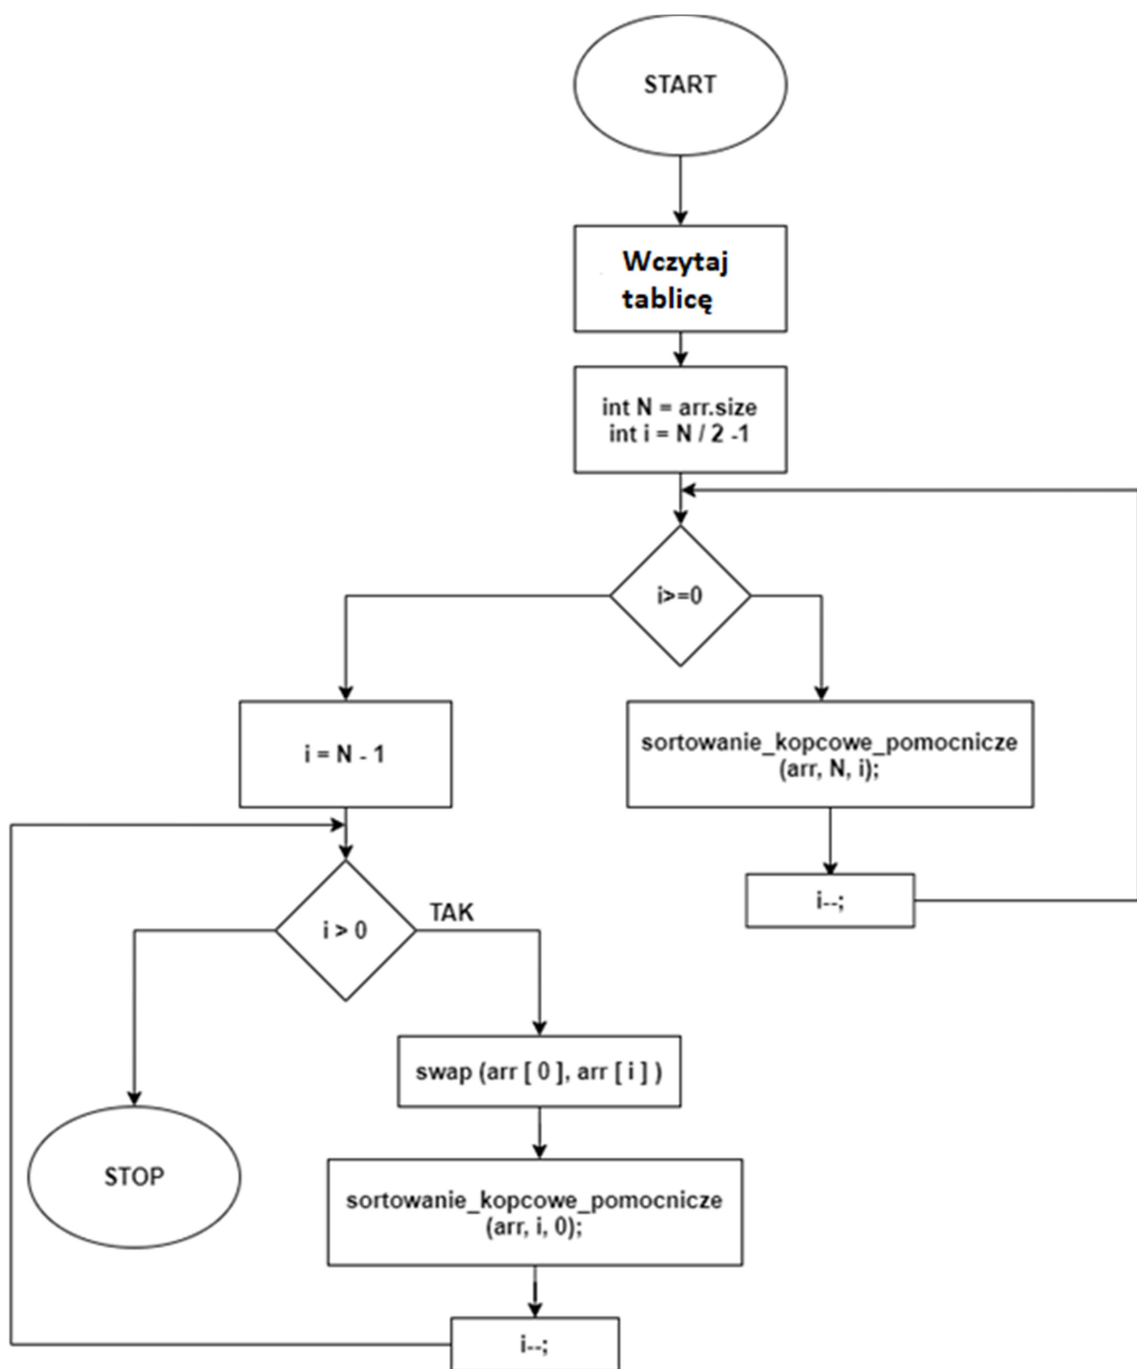 START
Wczytaj
tablicę
int N = arr.size
int i = N / 2 -1
i>=0
i = N - 1
sortowanie_kopcowe_pomocnicze
(arr, N, i);
i--;
i > 0
TAK
swap (arr [ 0 ], arr [ i ] )
STOP
sortowanie_kopcowe_pomocnicze
(arr, i, 0);
i--;